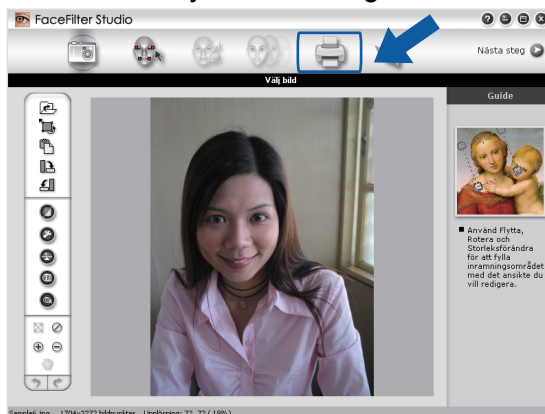 FaceFilter Studio
Nästa steg
Välj bild
Guide
Använd Flytta,
Rotera och
Storleksförändra
för att fylla
inramningsområdet
med det ansikte du
vill redigera.